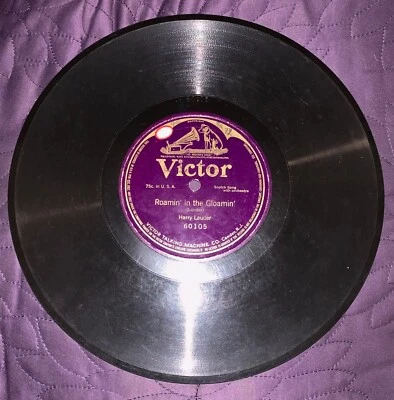 Victor
75c. in U.S.A.
Scotch Song
with orchestra
Roamin' in the Gloamin'
(Lauder)
Harry Lauder
60105
VICTOR TALKING MACHINE CO. Camden, N.J.